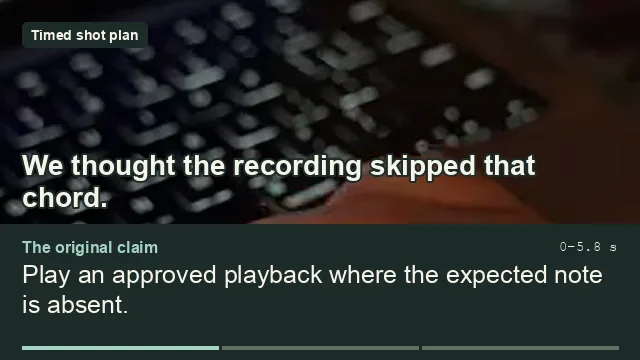 Timed shot plan
We thought the recording skipped that
chord.
The original claim
0–5.8 s
Play an approved playback where the expected note
is absent.